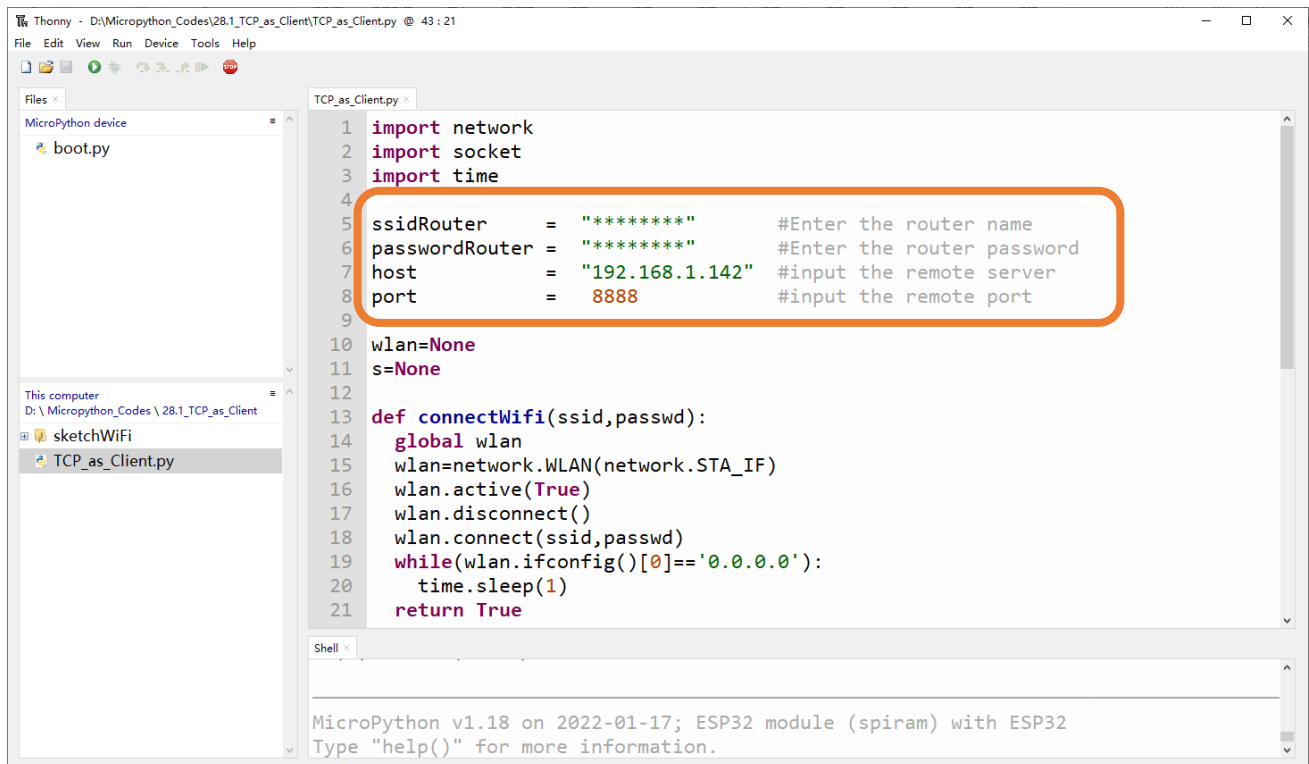 Thonny - D:\Micropython_Codes\28.1_TCP_as_Client\TCP_as_Client.py @ 43 : 21
File Edit View Run Device Tools Help
STOP
Files
MicroPython device
boot.py
This computer
D: \ Micropython_Codes \ 28.1_TCP_as_Client
sketchWiFi
TCP_as_Client.py
TCP_as_Client.py
1 import network
2 import socket
3 import time
4
5 ssidRouter     =  "********"       #Enter the router name
6 passwordRouter =  "********"       #Enter the router password
7 host           =  "192.168.1.142"  #input the remote server
8 port           =   8888            #input the remote port
9
10 wlan=None
11 s=None
12
13 def connectWifi(ssid,passwd):
14   global wlan
15   wlan=network.WLAN(network.STA_IF)
16   wlan.active(True)
17   wlan.disconnect()
18   wlan.connect(ssid,passwd)
19   while(wlan.ifconfig()[0]=='0.0.0.0'):
20     time.sleep(1)
21   return True
Shell
MicroPython v1.18 on 2022-01-17; ESP32 module (spiram) with ESP32
Type "help()" for more information.